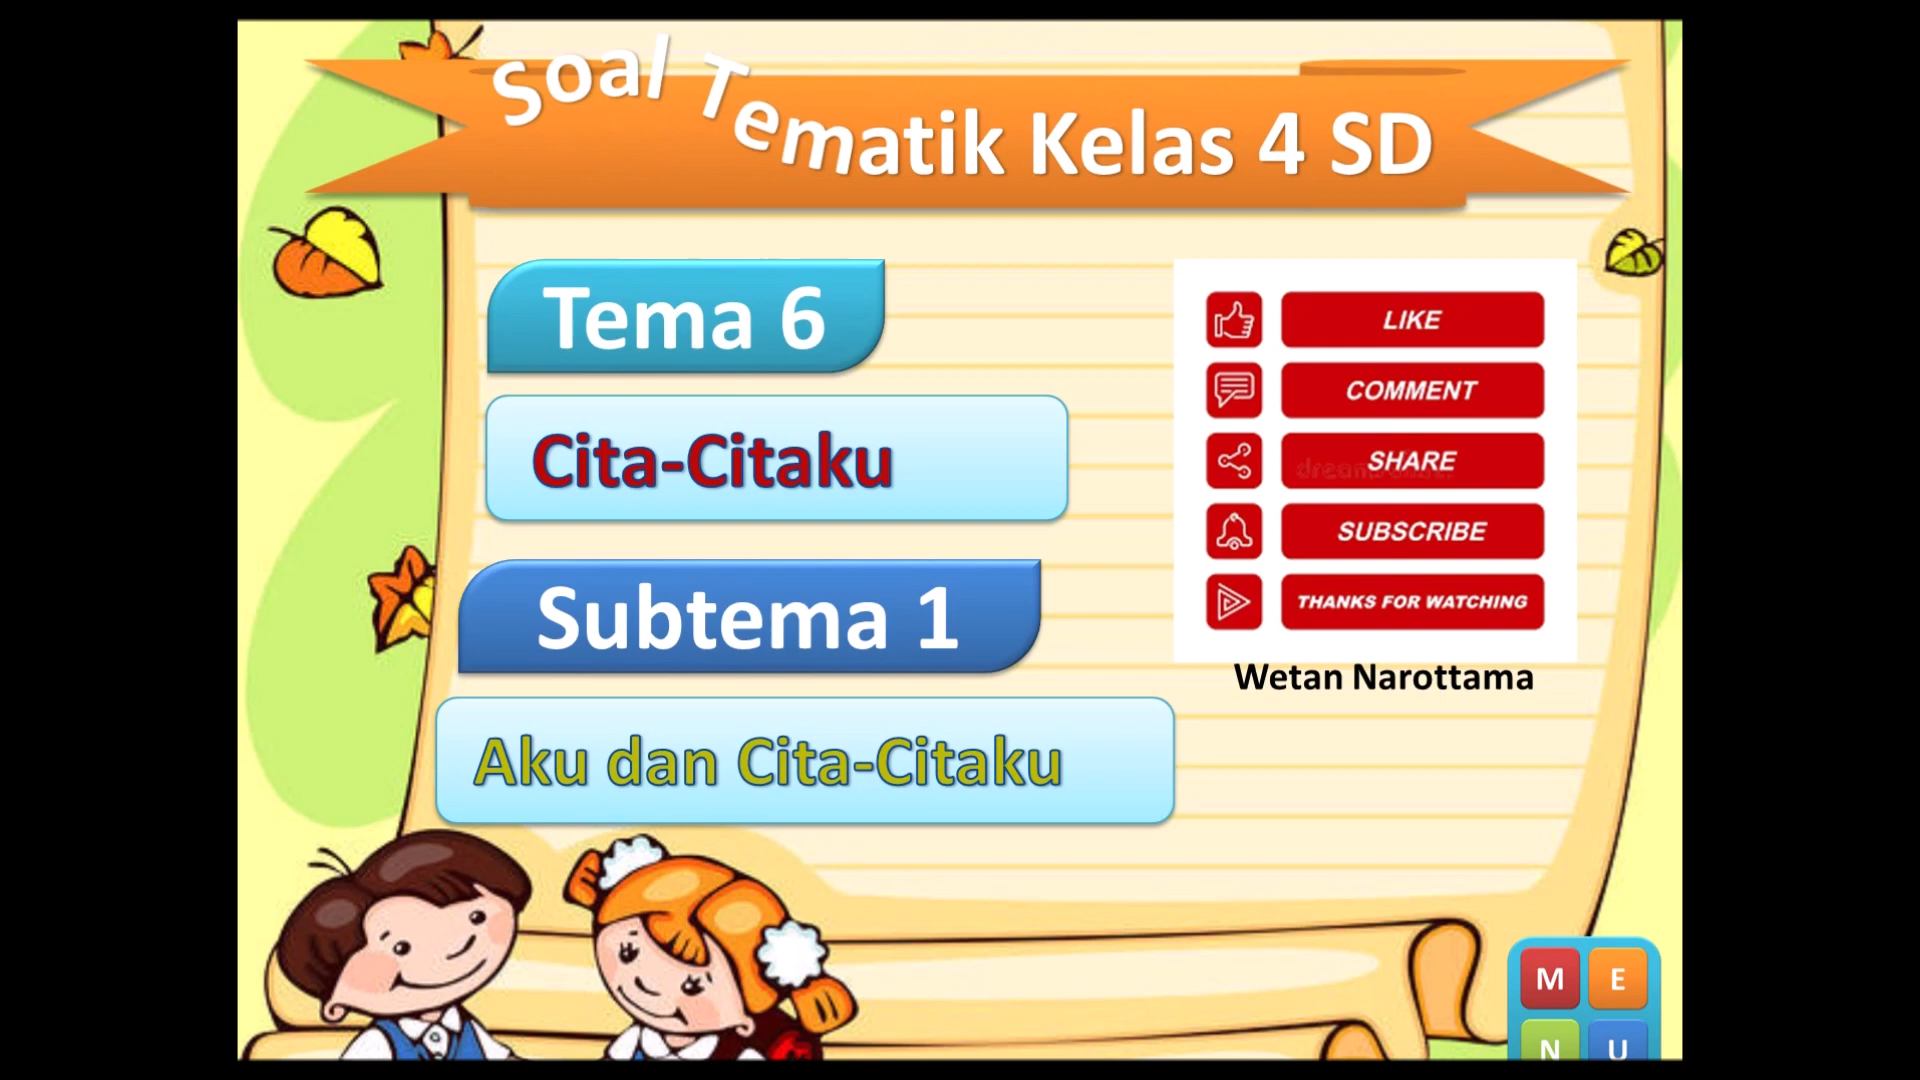 Soal Tematik Kelas 4 SD
Tema 6
Cita-Citaku
Subtema 1
Aku dan Cita-Citaku
LIKE
COMMENT
SHARE
SUBSCRIBE
THANKS FOR WATCHING
Wetan Narottama
M E
N U